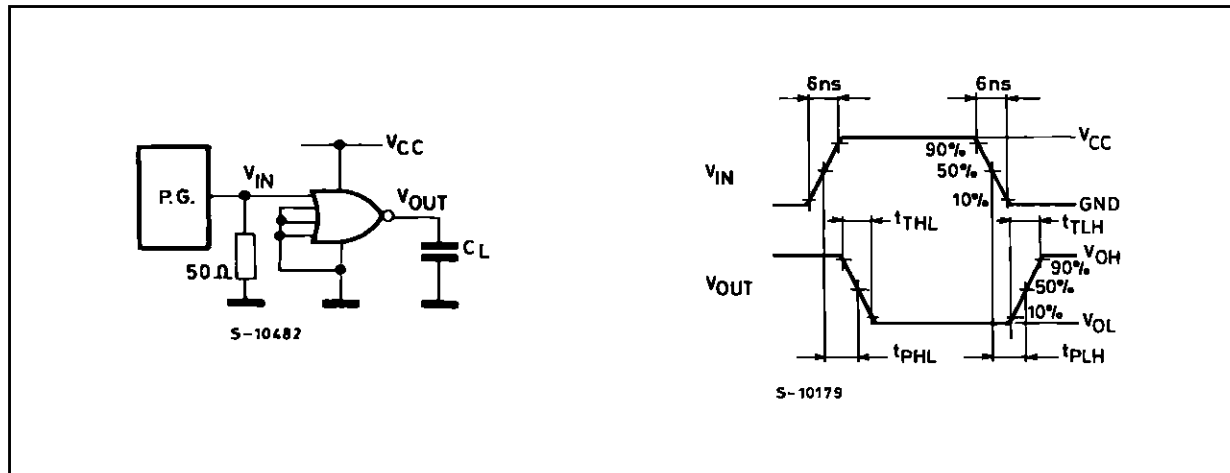 P.G.
V_IN
V_CC
V_OUT
50Ω
C_L
S-10482
6ns
6ns
V_IN
90%
50%
10%
V_CC
GND
t_THL
t_TLH
V_OUT
V_OH
90%
50%
10%
V_OL
t_PHL
t_PLH
S-10179